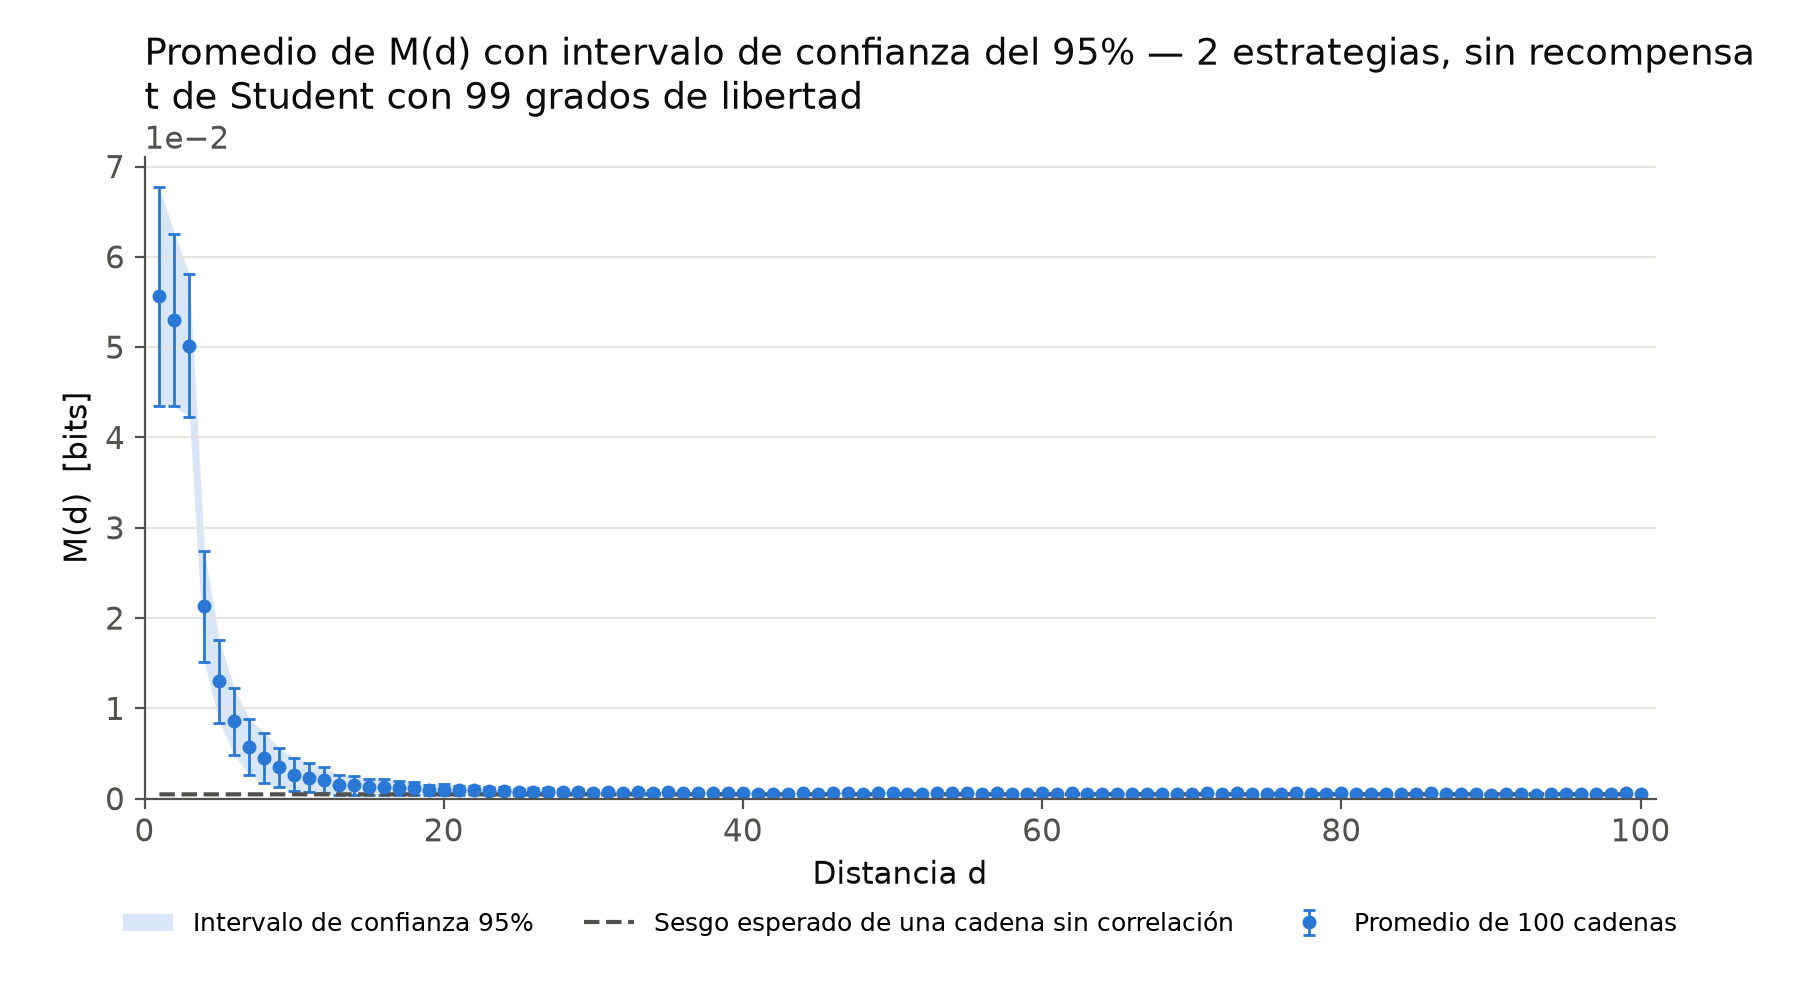 Promedio de M(d) con intervalo de confianza del 95% — 2 estrategias, sin recompensa
t de Student con 99 grados de libertad
1e−2
7
6
5
4
3
2
1
0
M(d) [bits]
0 20 40 60 80 100
Distancia d
Intervalo de confianza 95% Sesgo esperado de una cadena sin correlación Promedio de 100 cadenas